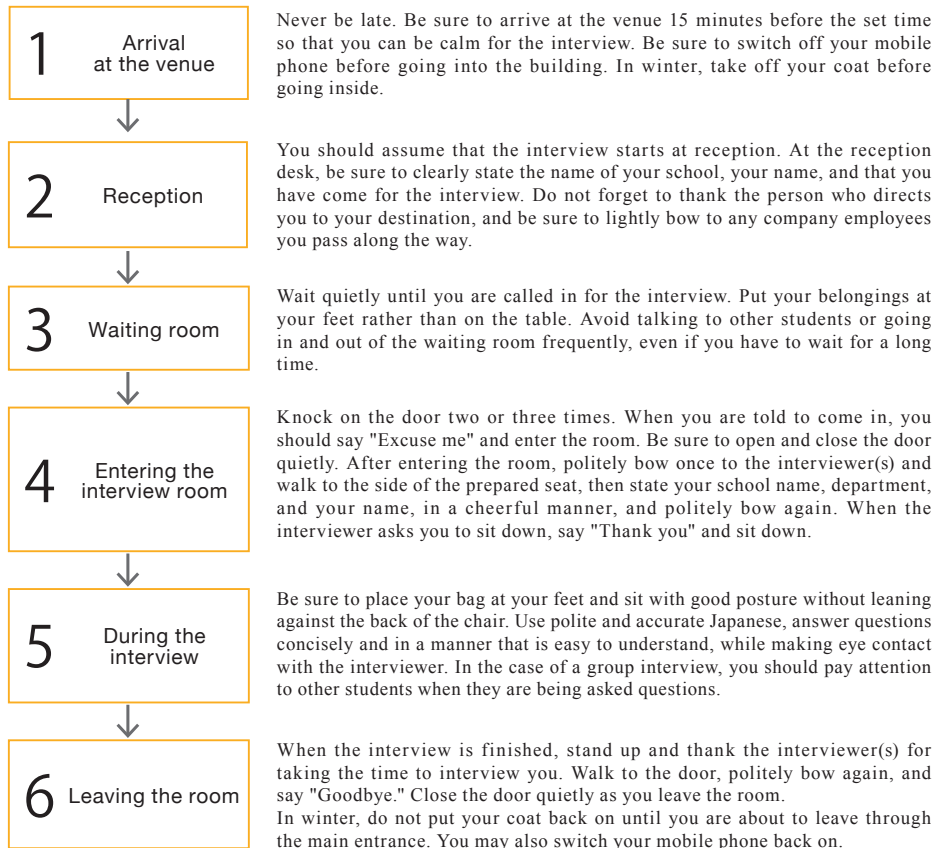 1
Arrival
at the venue
Never be late. Be sure to arrive at the venue 15 minutes before the set time
so that you can be calm for the interview. Be sure to switch off your mobile
phone before going into the building. In winter, take off your coat before
going inside.
2
Reception
You should assume that the interview starts at reception. At the reception
desk, be sure to clearly state the name of your school, your name, and that you
have come for the interview. Do not forget to thank the person who directs
you to your destination, and be sure to lightly bow to any company employees
you pass along the way.
3
Waiting room
Wait quietly until you are called in for the interview. Put your belongings at
your feet rather than on the table. Avoid talking to other students or going
in and out of the waiting room frequently, even if you have to wait for a long
time.
4
Entering the
interview room
Knock on the door two or three times. When you are told to come in, you
should say "Excuse me" and enter the room. Be sure to open and close the door
quietly. After entering the room, politely bow once to the interviewer(s) and
walk to the side of the prepared seat, then state your school name, department,
and your name, in a cheerful manner, and politely bow again. When the
interviewer asks you to sit down, say "Thank you" and sit down.
5
During the
interview
Be sure to place your bag at your feet and sit with good posture without leaning
against the back of the chair. Use polite and accurate Japanese, answer questions
concisely and in a manner that is easy to understand, while making eye contact
with the interviewer. In the case of a group interview, you should pay attention
to other students when they are being asked questions.
6
Leaving the room
When the interview is finished, stand up and thank the interviewer(s) for
taking the time to interview you. Walk to the door, politely bow again, and
say "Goodbye." Close the door quietly as you leave the room.
In winter, do not put your coat back on until you are about to leave through
the main entrance. You may also switch your mobile phone back on.